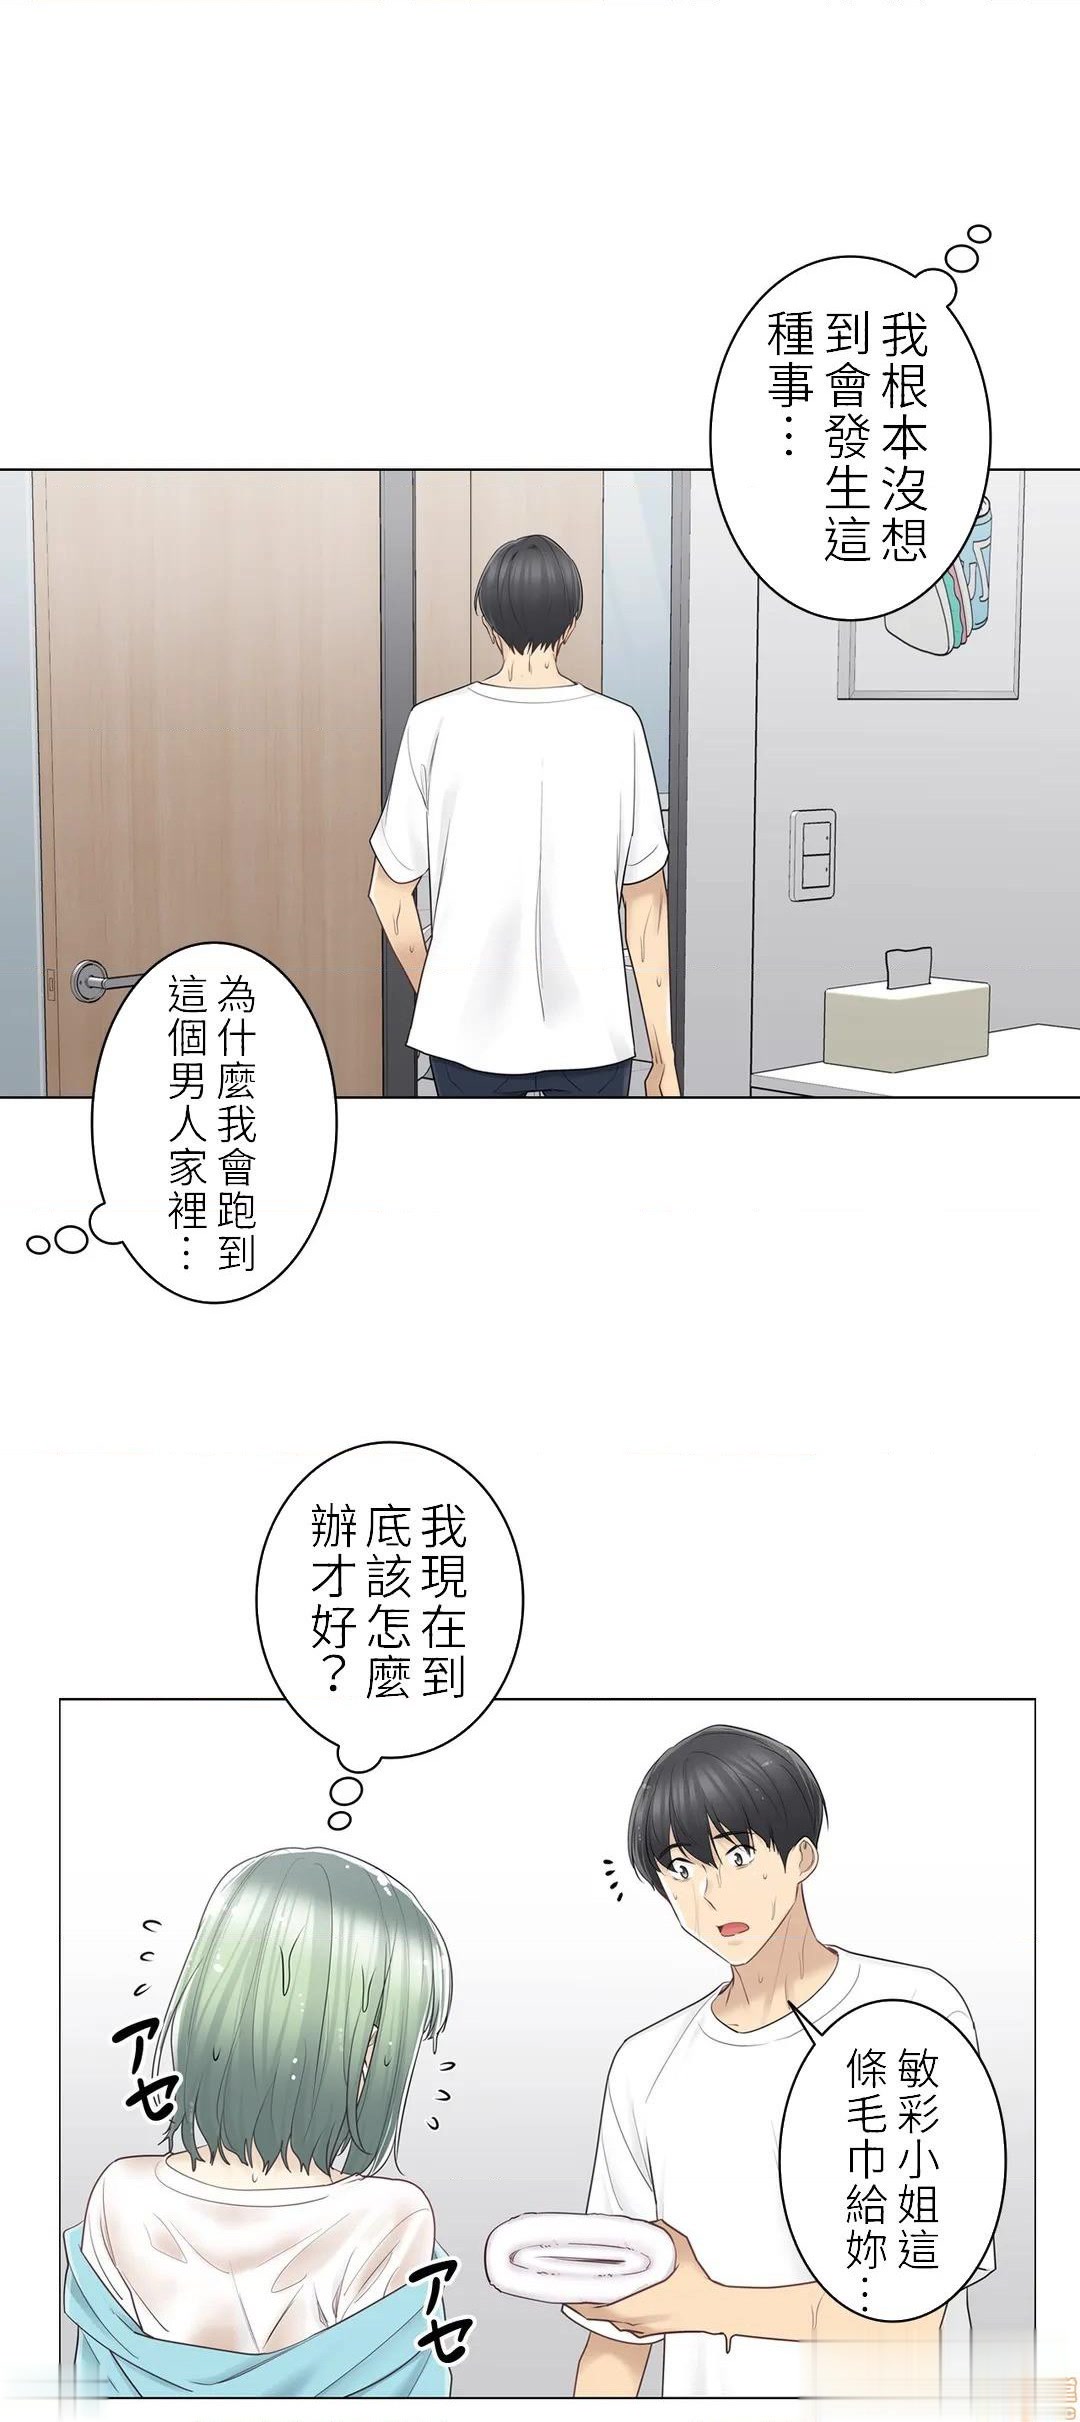 我根本沒想
到會發生這
種事…
為什麼我會跑到
這個男人家裡…
我現在到
底該怎麼
辦才好？
アセ
敏彩小姐這
條毛巾給妳…
アセ